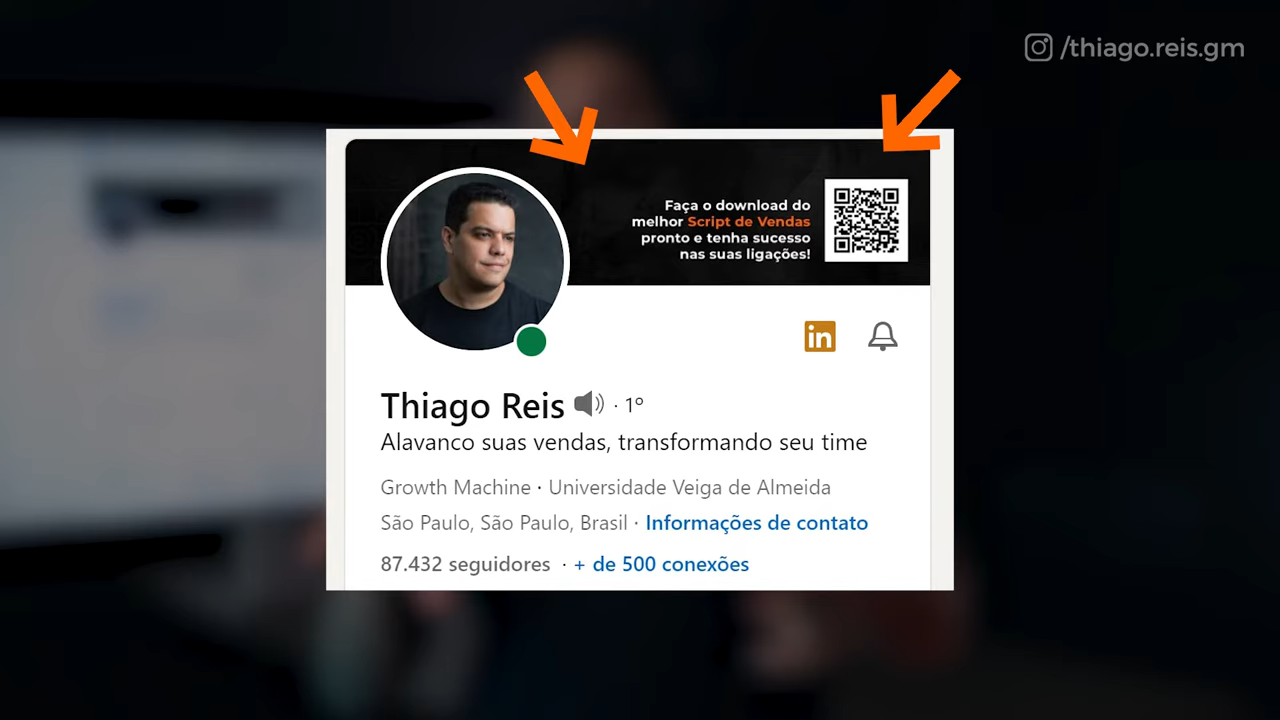 /thiago.reis.gm
Faça o download do
melhor Script de Vendas
pronto e tenha sucesso
nas suas ligações!
in
Thiago Reis · 1º
Alavanco suas vendas, transformando seu time
Growth Machine · Universidade Veiga de Almeida
São Paulo, São Paulo, Brasil · Informações de contato
87.432 seguidores · + de 500 conexões